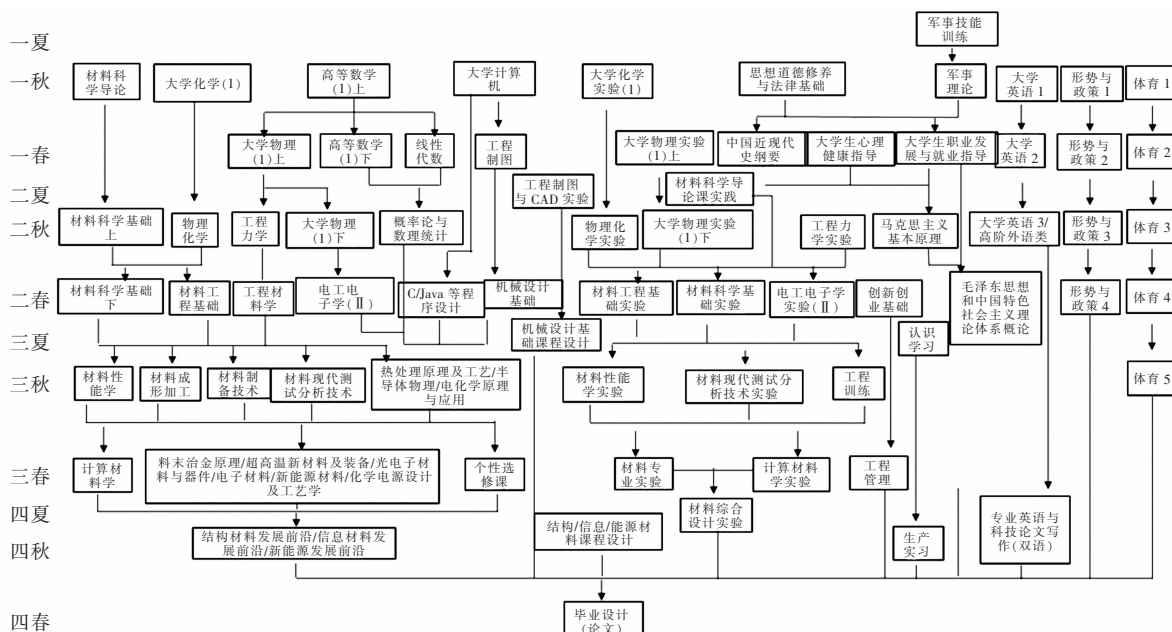 一夏
军事技能
训练
一秋
材料科
学导论
大学化学(1)
高等数学
(1)上
大学计算
机
大学化学
实验(1)
思想道德修养
与法律基础
军事
理论
大学
英语 1
形势与
政策 1
体育 1
一春
大学物理
(1)上
高等数学
(1)下
线性
代数
工程
制图
大学物理实验
(1)上
中国近现代
史纲要
大学生心理
健康指导
大学生职业发
展与就业指导
大学
英语 2
形势与
政策 2
体育 2
二夏
工程制图
与 CAD 实验
材料科学导
论课实践
二秋
材料科学基础
上
物理
化学
工程
力学
大学物理
(1)下
概率论与
数理统计
物理化
学实验
大学物理实验
(1)下
工程力
学实验
马克思主义
基本原理
大学英语 3/
高阶外语类
形势与
政策 3
体育 3
二春
材料科学基础
下
材料工
程基础
工程材
料学
电工电
子学(Ⅱ)
C/Java 等程
序设计
机械设计
基础
材料工程基
础实验
材料科学基
础实验
电工电子学
实验(Ⅱ)
创新创
业基础
毛泽东思想
和中国特色
社会主义理
论体系概论
形势与
政策 4
体育 4
三夏
机械设计基
础课程设计
认识
学习
三秋
材料性
能学
材料成
形加工
材料制
备技术
材料现代测
试分析技术
热处理原理及工艺/半
导体物理/电化学原理
与应用
材料性能
学实验
材料现代测试分
析技术实验
工程
训练
体育 5
三春
计算材
料学
料末治金原理/超高温新材料及装备/光电子材
料与器件/电子材料/新能源材料/化学电源设计
及工艺学
个性选
修课
材料专
业实验
计算材料
学实验
工程
管理
四夏
材料综合
设计实验
四秋
结构材料发展前沿/信息材料发
展前沿/新能源发展前沿
结构/信息/能源材
料课程设计
生产
实习
专业英语与
科技论文写
作(双语)
四春
毕业设计
(论文)